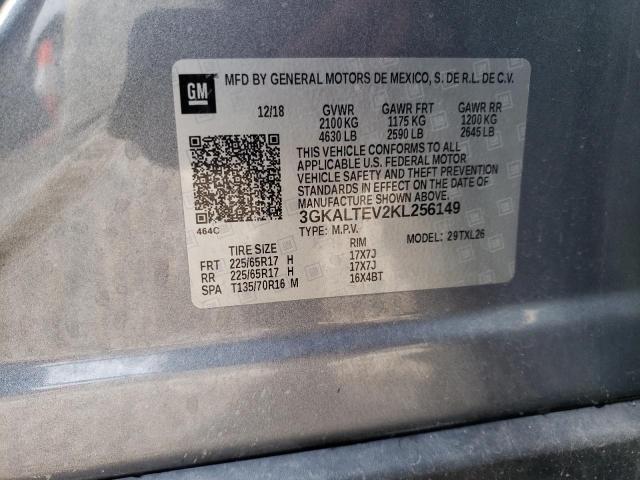 GM
MFD BY GENERAL MOTORS DE MEXICO, S. DE R.L. DE C.V.
12/18 GVWR GAWR FRT GAWR RR
2100 KG 1175 KG 1200 KG
4630 LB 2590 LB 2645 LB
THIS VEHICLE CONFORMS TO ALL
APPLICABLE U.S. FEDERAL MOTOR
VEHICLE SAFETY AND THEFT PREVENTION
STANDARDS IN EFFECT ON THE DATE OF
MANUFACTURE SHOWN ABOVE.
464C
3GKALTEV2KL256149
TYPE: M.P.V. MODEL: 29TXL26
TIRE SIZE RIM
FRT 225/65R17 H 17X7J
RR 225/65R17 H 17X7J
SPA T135/70R16 M 16X4BT